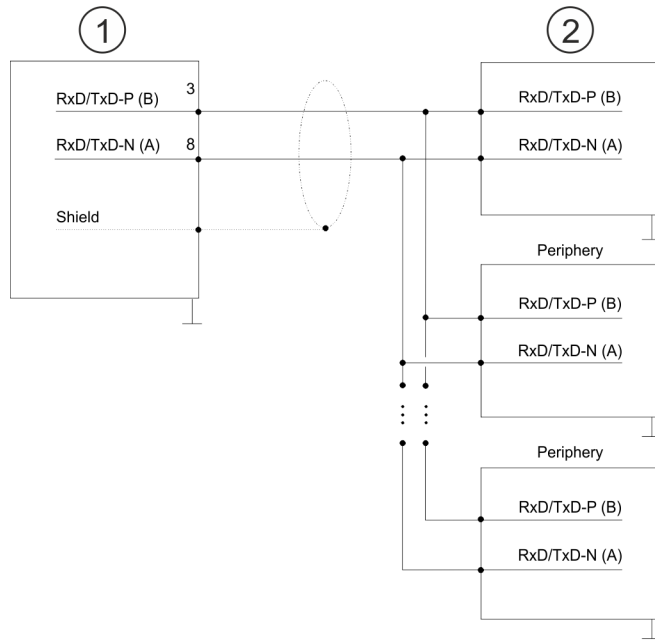 1
2
RxD/TxD-P (B)
3
RxD/TxD-N (A)
8
Shield
RxD/TxD-P (B)
RxD/TxD-N (A)
Periphery
RxD/TxD-P (B)
RxD/TxD-N (A)
Periphery
RxD/TxD-P (B)
RxD/TxD-N (A)